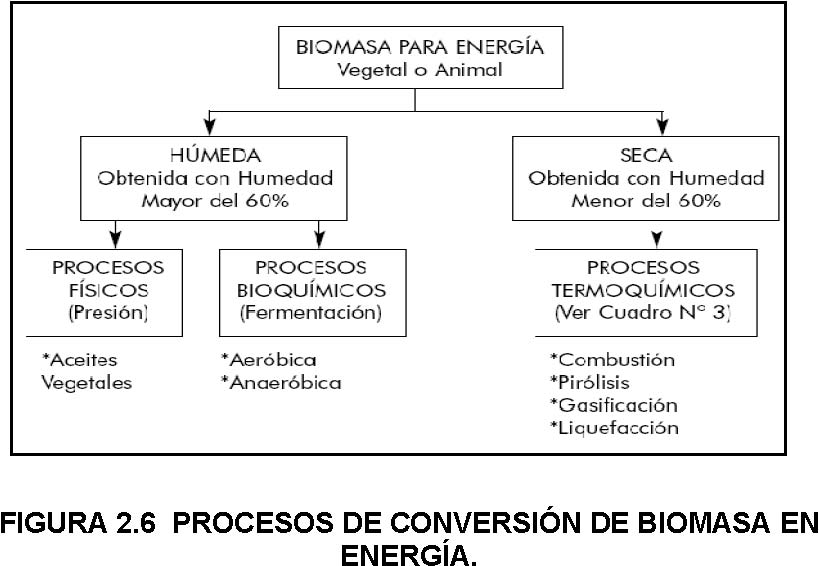 BIOMASA PARA ENERGÍA
Vegetal o Animal
HÚMEDA
Obtenida con Humedad
Mayor del 60%
SECA
Obtenida con Humedad
Menor del 60%
PROCESOS
FÍSICOS
(Presión)
PROCESOS
BIOQUÍMICOS
(Fermentación)
PROCESOS
TERMOQUÍMICOS
(Ver Cuadro N° 3)
*Aceites
Vegetales
*Aeróbica
*Anaeróbica
*Combustión
*Pirólisis
*Gasificación
*Liquefacción
FIGURA 2.6 PROCESOS DE CONVERSIÓN DE BIOMASA EN
ENERGÍA.